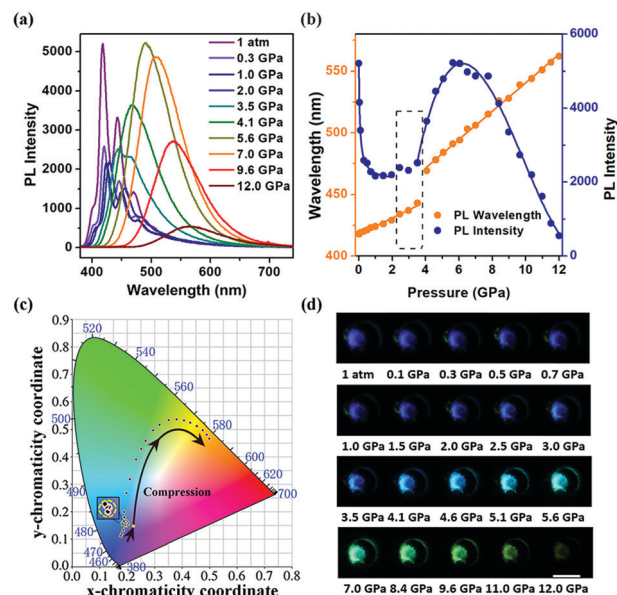 (a)
PL Intensity
5000
4000
3000
2000
1000
0
400 500 600 700
Wavelength (nm)
1 atm
0.3 GPa
1.0 GPa
2.0 GPa
3.5 GPa
4.1 GPa
5.6 GPa
7.0 GPa
9.6 GPa
12.0 GPa
(b)
Wavelength (nm)
550
500
450
400
PL Intensity
6000
4000
2000
0
PL Wavelength
PL Intensity
0 2 4 6 8 10 12
Pressure (GPa)
(c)
y-chromaticity coordinate
0.9
0.8
0.7
0.6
0.5
0.4
0.3
0.2
0.1
0.0
520
540
560
500
580
600
620
490
Compression
700
480
470
460
380
0.0 0.1 0.2 0.3 0.4 0.5 0.6 0.7 0.8
x-chromaticity coordinate
(d)
1 atm 0.1 GPa 0.3 GPa 0.5 GPa 0.7 GPa
1.0 GPa 1.5 GPa 2.0 GPa 2.5 GPa 3.0 GPa
3.5 GPa 4.1 GPa 4.6 GPa 5.1 GPa 5.6 GPa
7.0 GPa 8.4 GPa 9.6 GPa 11.0 GPa 12.0 GPa